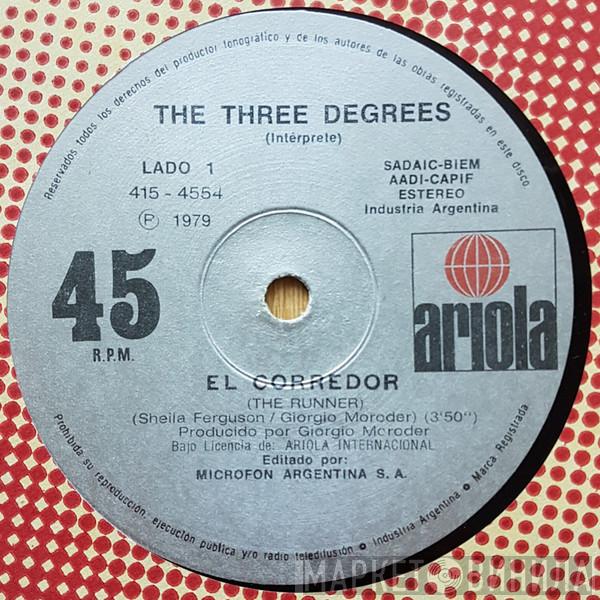 Reservados todos los derechos del productor fonográfico y de los autores de las obras registradas en este disco.
THE THREE DEGREES
(Intérprete)
LADO 1
415 - 4554
Ⓟ 1979
SADAIC-BIEM
AADI-CAPIF
ESTEREO
Industria Argentina
45
R.P.M.
ariola
EL CORREDOR
(THE RUNNER)
(Sheila Ferguson / Giorgio Moroder) (3'50")
Producido por Giorgio Moroder
Bajo Licencia de: ARIOLA INTERNACIONAL
Editado por:
MICROFON ARGENTINA S. A.
Prohibida su reproducción, ejecución pública y/o radio teledifusión • Industria Argentina • Marca Registrada